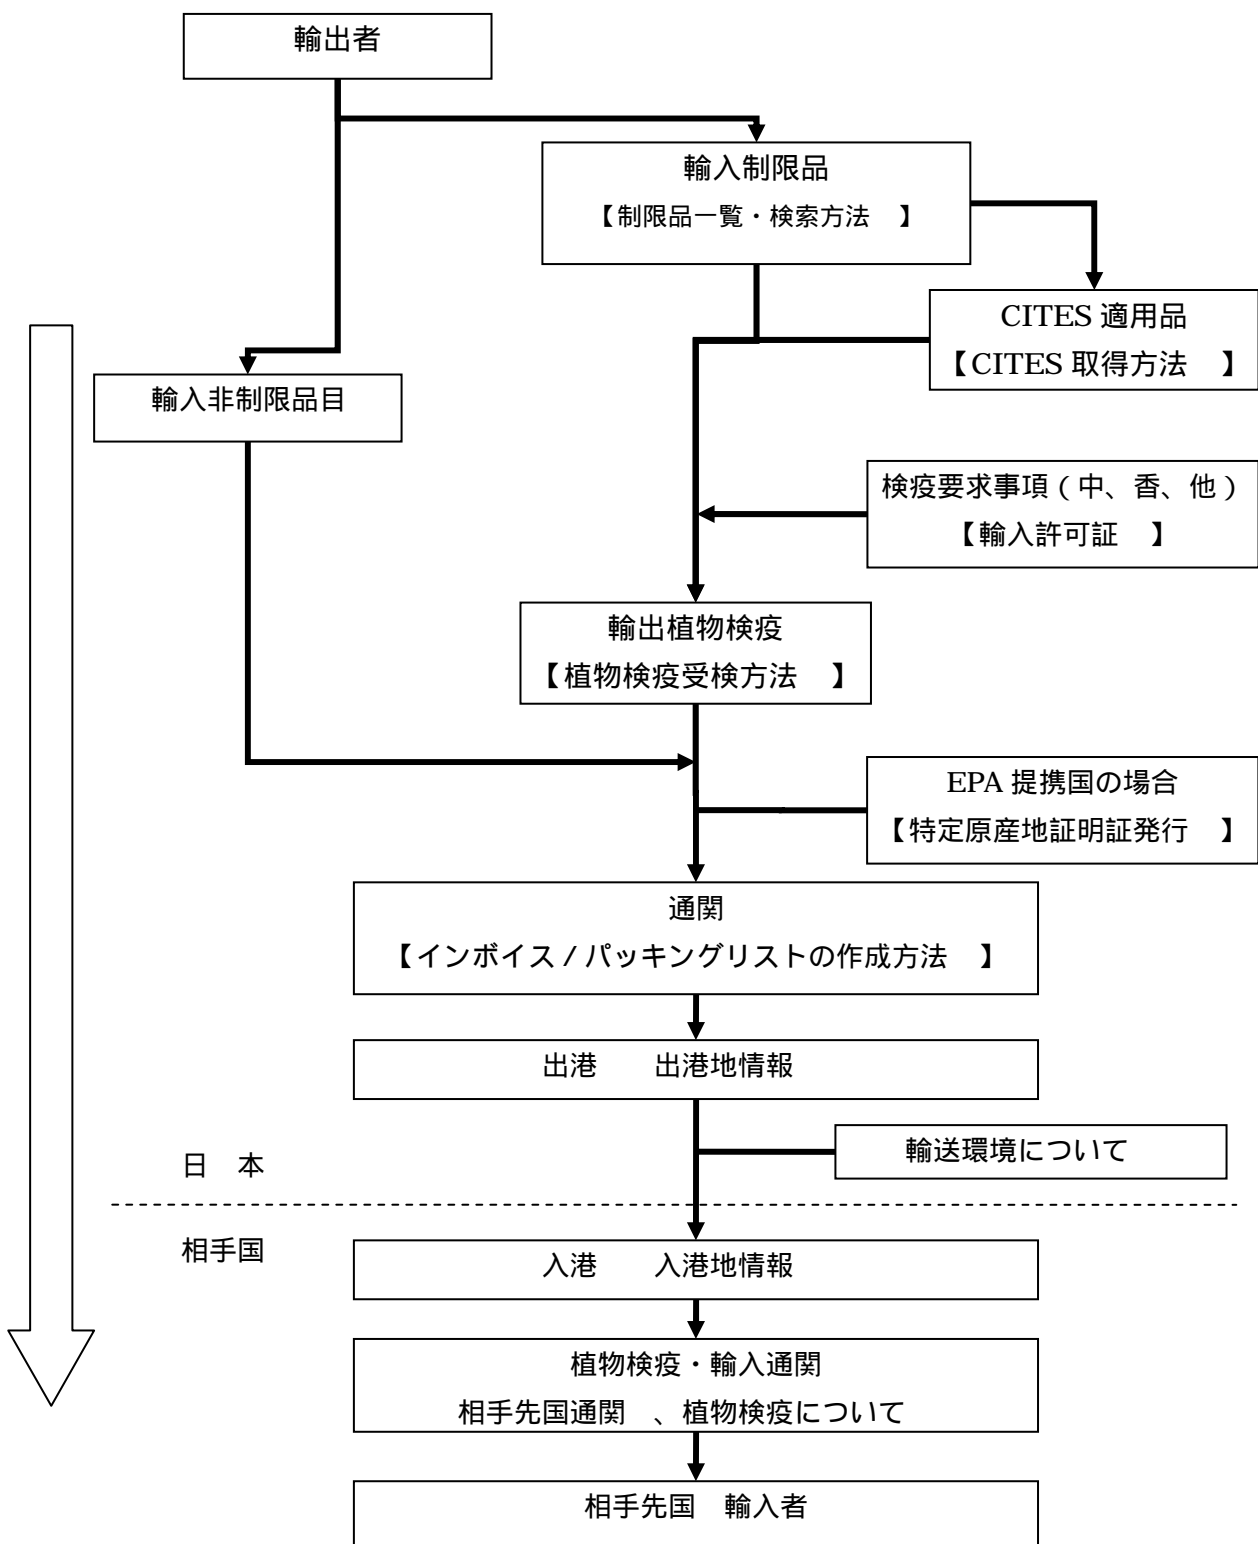 輸出者
輸入制限品
【制限品一覧・検索方法　】
CITES 適用品
【CITES 取得方法　】
輸入非制限品目
検疫要求事項（中、香、他）
【輸入許可証　】
輸出植物検疫
【植物検疫受検方法　】
EPA 提携国の場合
【特定原産地証明証発行　】
通関
【インボイス／パッキングリストの作成方法　】
出港　　出港地情報
輸送環境について
日　本
相手国
入港　　入港地情報
植物検疫・輸入通関
相手先国通関　、植物検疫について
相手先国　輸入者